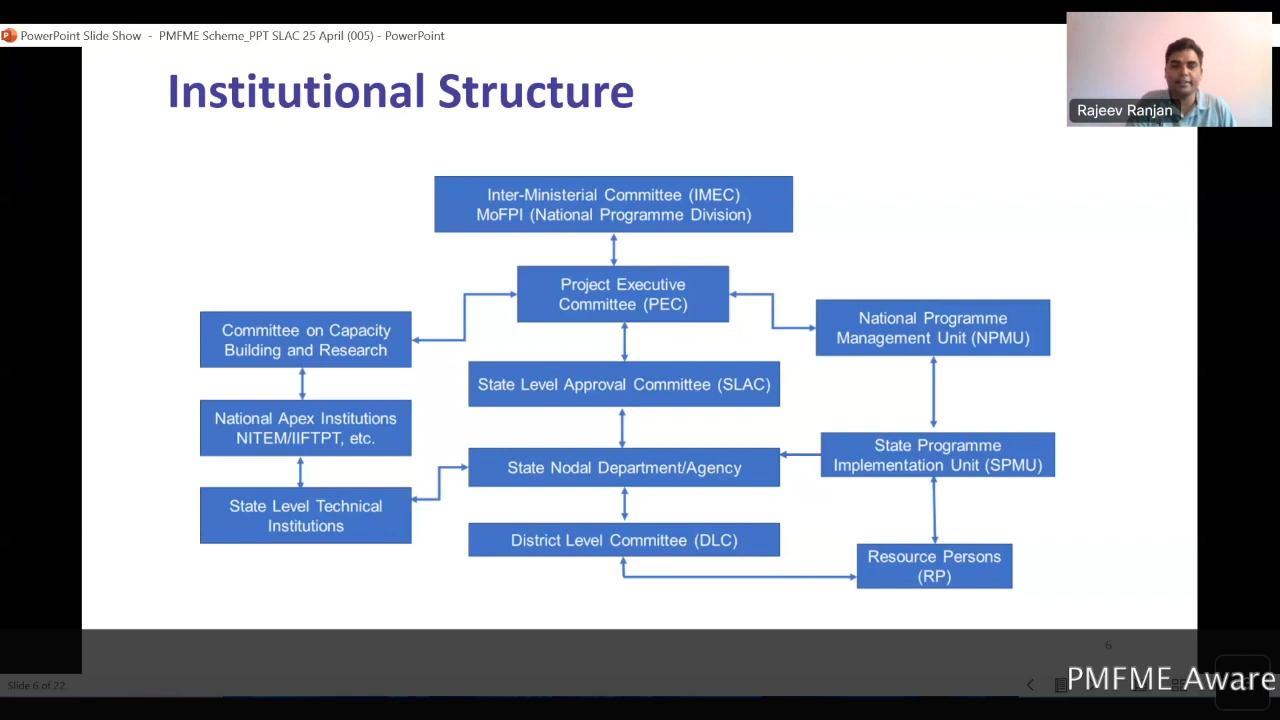 PowerPoint Slide Show - PMFME Scheme_PPT SLAC 25 April (005) - PowerPoint
Institutional Structure
Rajeev Ranjan
Inter-Ministerial Committee (IMEC)
MoFPI (National Programme Division)
Project Executive
Committee (PEC)
National Programme
Management Unit (NPMU)
Committee on Capacity
Building and Research
State Level Approval Committee (SLAC)
National Apex Institutions
NITEM/IIFTPT, etc.
State Programme
Implementation Unit (SPMU)
State Nodal Department/Agency
State Level Technical
Institutions
District Level Committee (DLC)
Resource Persons
(RP)
6
PMFME Aware
Slide 6 of 22